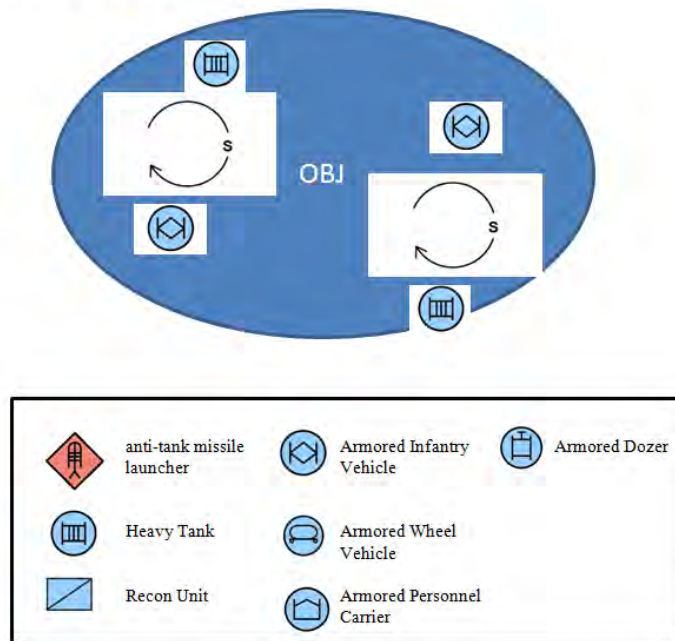 S
OBJ
S
anti-tank missile
launcher
Armored Infantry
Vehicle
Armored Dozer
Heavy Tank
Armored Wheel
Vehicle
Recon Unit
Armored Personnel
Carrier